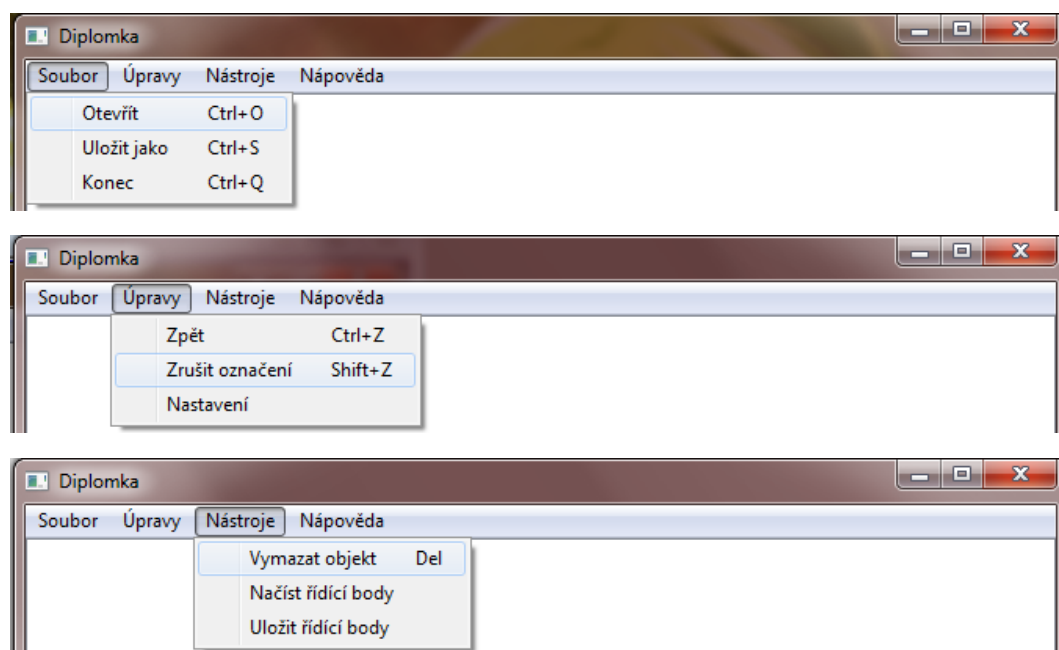 Diplomka
Soubor Úpravy Nástroje Nápověda
Otevřít Ctrl+O
Uložit jako Ctrl+S
Konec Ctrl+Q
Diplomka
Soubor Úpravy Nástroje Nápověda
Zpět Ctrl+Z
Zrušit označení Shift+Z
Nastavení
Diplomka
Soubor Úpravy Nástroje Nápověda
Vymazat objekt Del
Načíst řídící body
Uložit řídící body